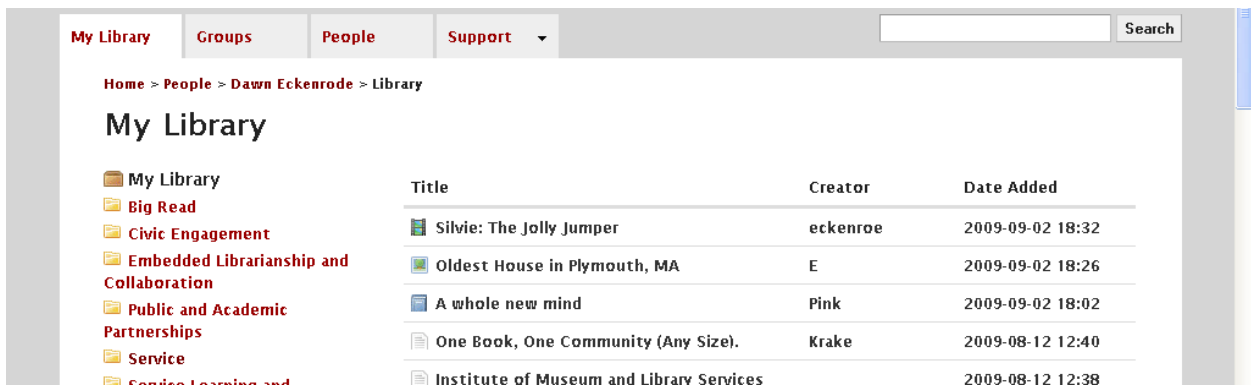 My Library Groups People Support Search
Home > People > Dawn Eckenrode > Library
My Library
My Library
Big Read
Civic Engagement
Embedded Librarianship and
Collaboration
Public and Academic
Partnerships
Service
Service Learning and
Title Creator Date Added
Silvie: The Jolly Jumper eckenroe 2009-09-02 18:32
Oldest House in Plymouth, MA E 2009-09-02 18:26
A whole new mind Pink 2009-09-02 18:02
One Book, One Community (Any Size). Krake 2009-08-12 12:40
Institute of Museum and Library Services 2009-08-12 12:38